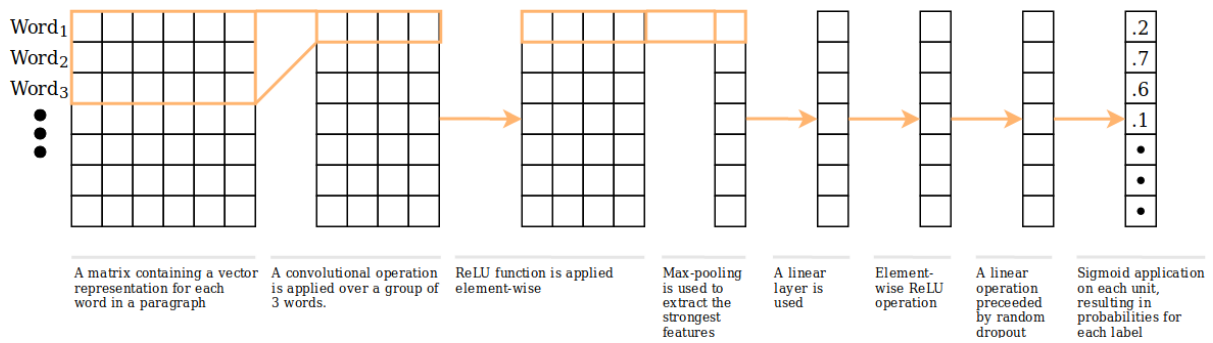 Word1
Word2
Word3
.2
.7
.6
.1
A matrix containing a vector
representation for each
word in a paragraph
A convolutional operation
is applied over a group of
3 words.
ReLU function is applied
element-wise
Max-pooling
is used to
extract the
strongest
features
A linear
layer is
used
Element-
wise ReLU
operation
A
linear
operation
preceeded
by random
dropout
Sigmoid application
on each unit,
resulting in
probabilities for
each label